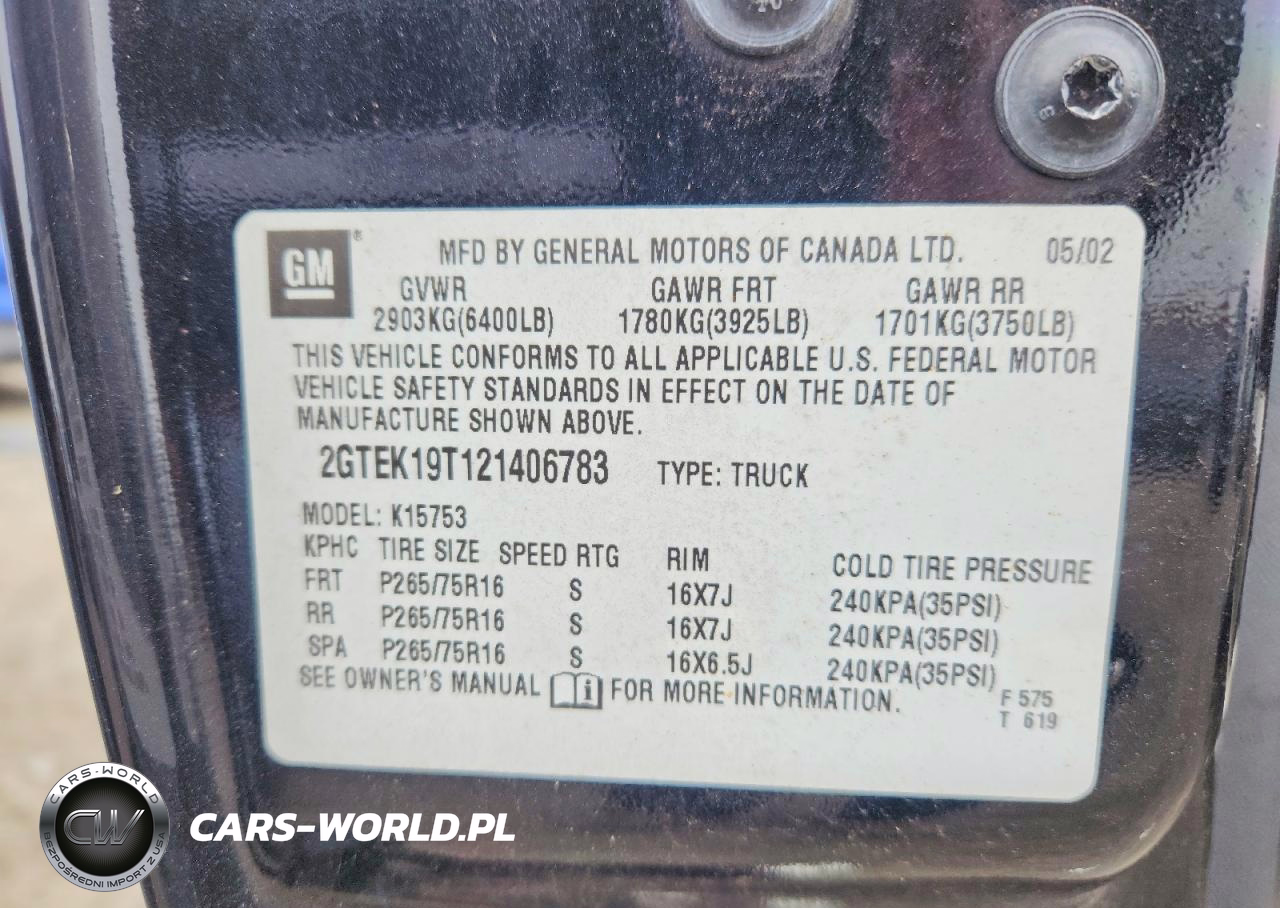 GM ®
MFD BY GENERAL MOTORS OF CANADA LTD. 05/02
GVWR GAWR FRT GAWR RR
2903KG(6400LB) 1780KG(3925LB) 1701KG(3750LB)
THIS VEHICLE CONFORMS TO ALL APPLICABLE U.S. FEDERAL MOTOR
VEHICLE SAFETY STANDARDS IN EFFECT ON THE DATE OF
MANUFACTURE SHOWN ABOVE.
2GTEK19T121406783 TYPE: TRUCK
MODEL: K15753
KPHC TIRE SIZE SPEED RTG RIM COLD TIRE PRESSURE
FRT P265/75R16 S 16X7J 240KPA(35PSI)
RR P265/75R16 S 16X7J 240KPA(35PSI)
SPA P265/75R16 S 16X6.5J 240KPA(35PSI)
SEE OWNER'S MANUAL i FOR MORE INFORMATION.
F 575
T 619
CARS-WORLD
CW
BEZPOŚREDNI IMPORT Z USA
CARS-WORLD.PL